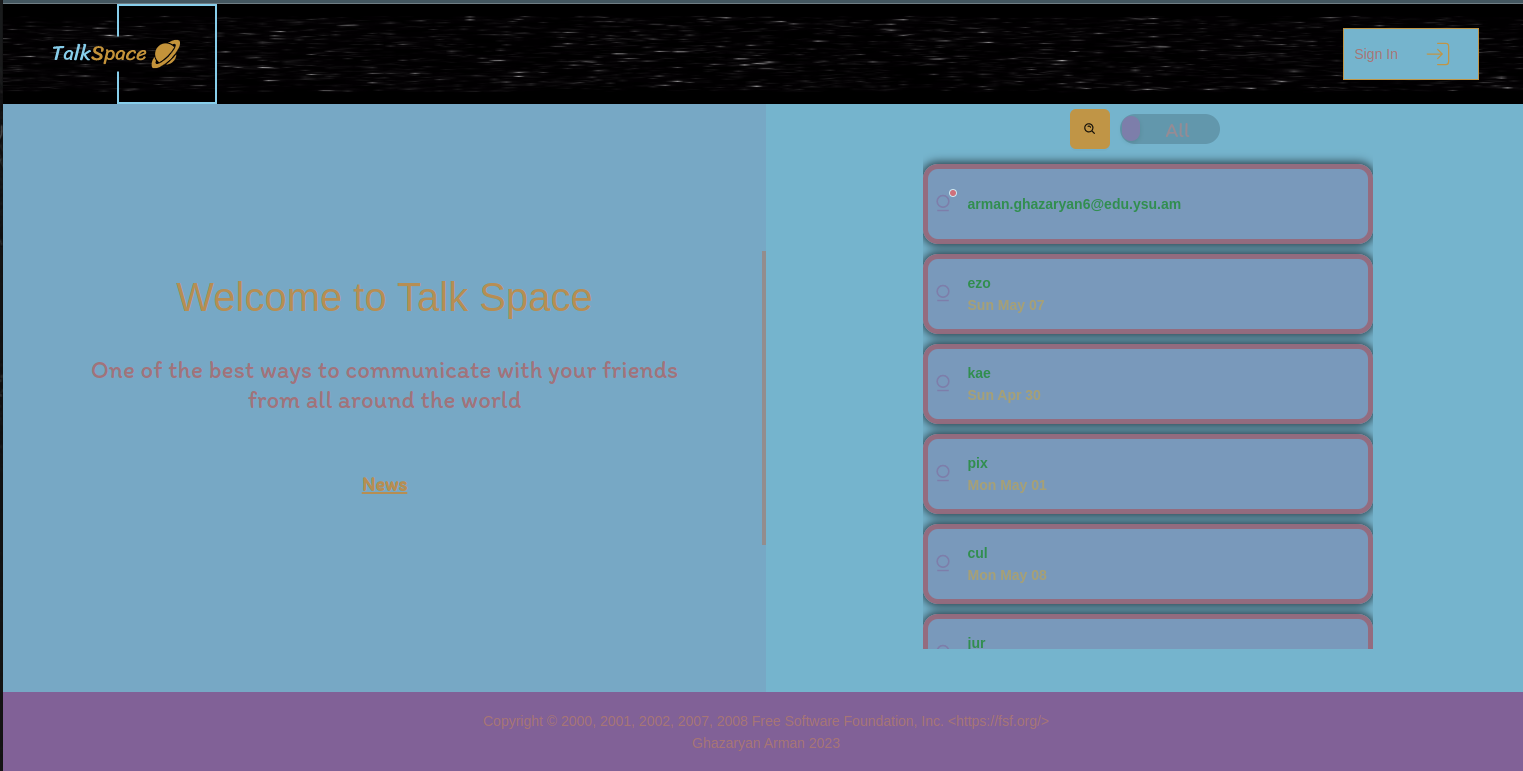 TalkSpace
Sign In
All
Welcome to Talk Space
One of the best ways to communicate with your friends
from all around the world
News
arman.ghazaryan6@edu.ysu.am
ezo
Sun May 07
kae
Sun Apr 30
pix
Mon May 01
cul
Mon May 08
jur
Copyright © 2000, 2001, 2002, 2007, 2008 Free Software Foundation, Inc. <https://fsf.org/>
Ghazaryan Arman 2023